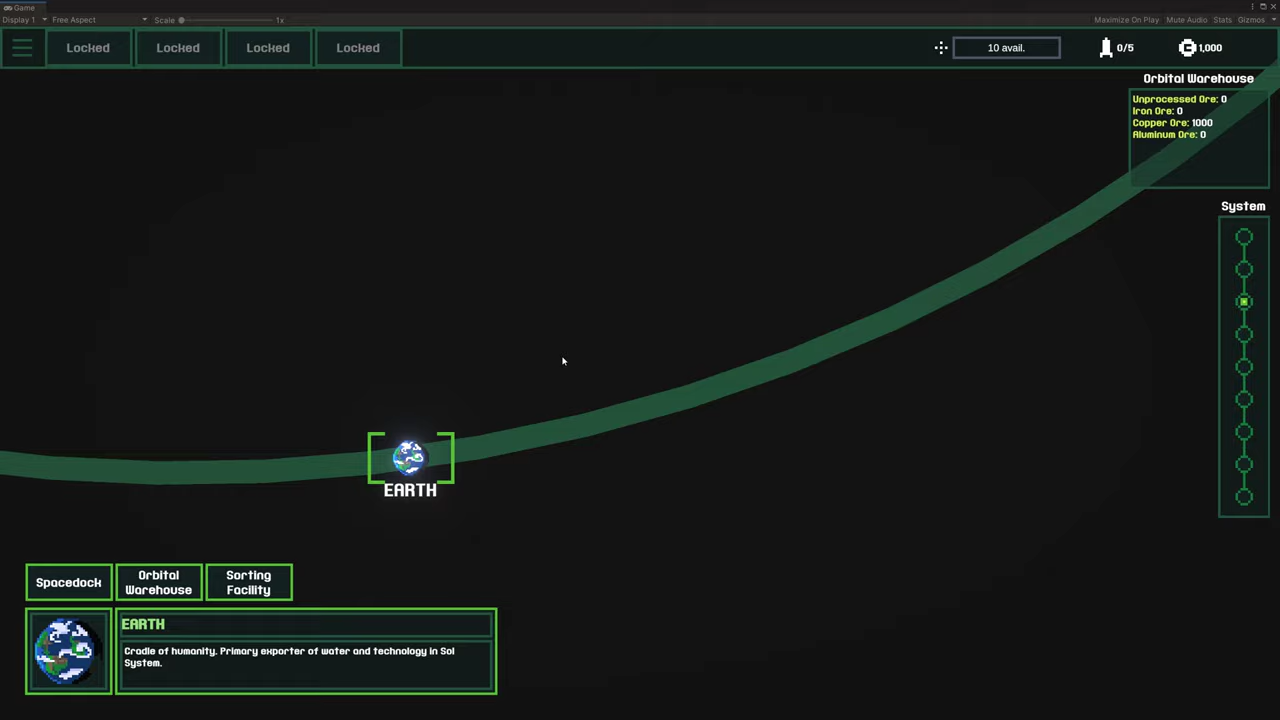 Game
Display 1
Free Aspect
Scale
1x
Maximize On Play
Mute Audio
Stats
Gizmos
Locked
Locked
Locked
Locked
10 avail.
0/5
1,000
Orbital Warehouse
Unprocessed Ore: 0
Iron Ore: 0
Copper Ore: 1000
Aluminum Ore: 0
System
EARTH
Spacedock
Orbital
Warehouse
Sorting
Facility
EARTH
Cradle of humanity. Primary exporter of water and technology in Sol
System.